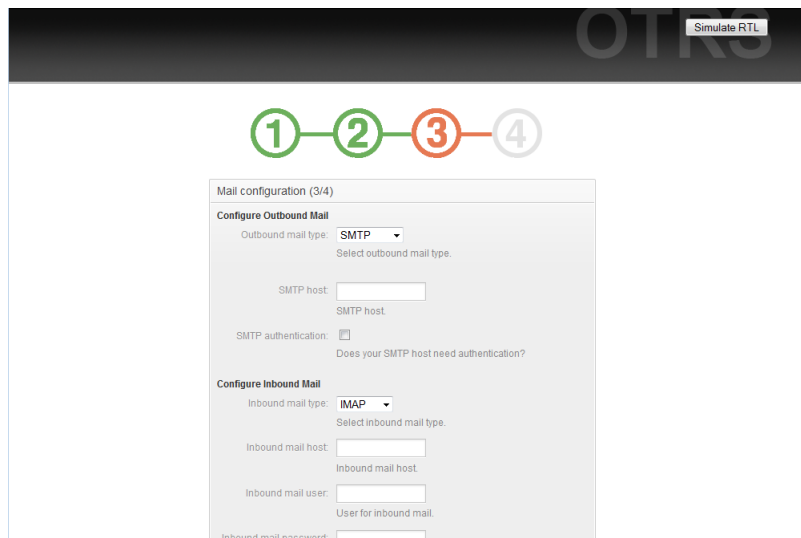 OTRS
Simulate RTL
1 2 3 4
Mail configuration (3/4)
Configure Outbound Mail
Outbound mail type: SMTP
Select outbound mail type.
SMTP host:
SMTP host.
SMTP authentication:
Does your SMTP host need authentication?
Configure Inbound Mail
Inbound mail type: IMAP
Select inbound mail type.
Inbound mail host:
Inbound mail host.
Inbound mail user:
User for inbound mail.
Inbound mail password: